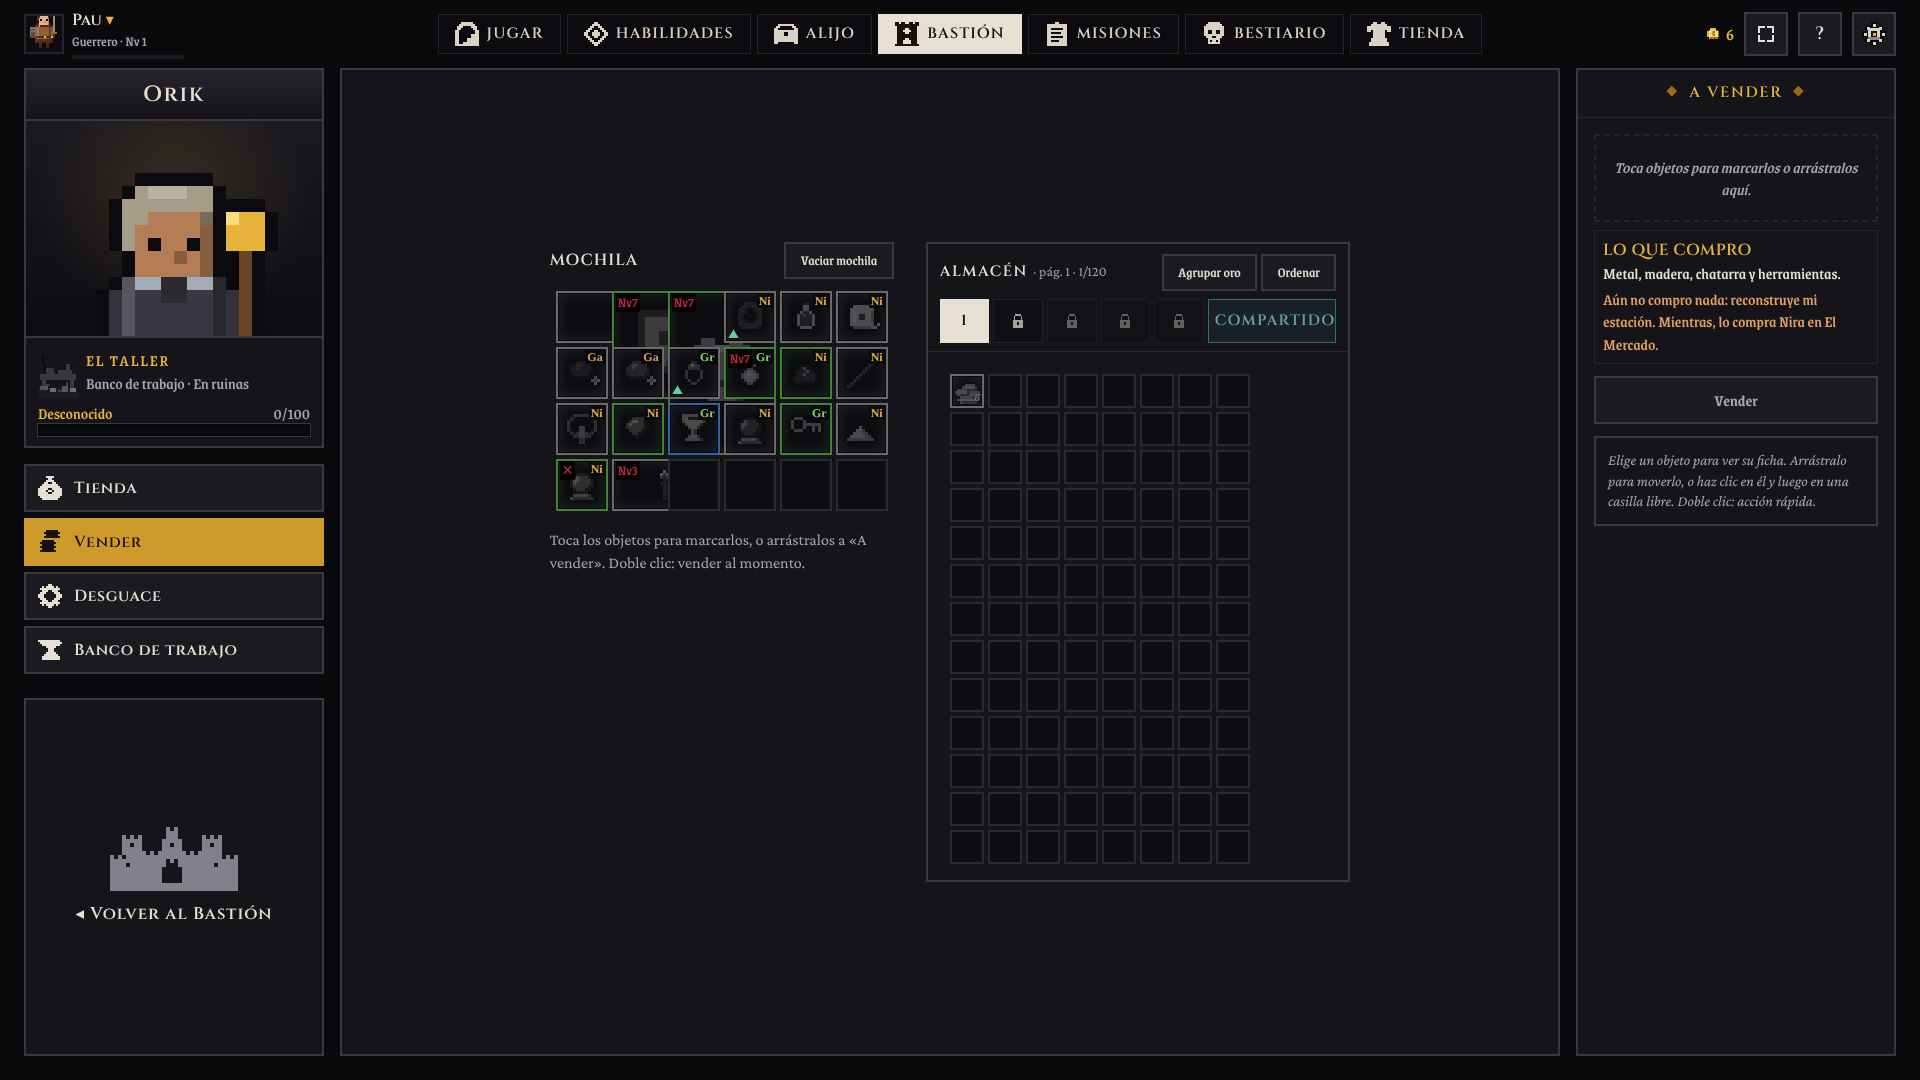 Pau ▼
Guerrero · Nv 1
JUGAR
HABILIDADES
ALIJO
BASTIÓN
MISIONES
BESTIARIO
TIENDA
6
?
Orik
EL TALLER
Banco de trabajo · En ruinas
Desconocido 0/100
Tienda
Vender
Desguace
Banco de trabajo
◄ Volver al Bastión
MOCHILA
Vaciar mochila
Nv7 Nv7 Ni Ni Ni
Ga Ga Gr Nv7 Gr Ni Ni
Ni Ni Gr Ni Gr Ni
✕ Ni Nv3
Toca los objetos para marcarlos, o arrástralos a «A
vender». Doble clic: vender al momento.
ALMACÉN · pág. 1 · 1/120
Agrupar oro
Ordenar
1
COMPARTIDO
6
◆ A VENDER ◆
Toca objetos para marcarlos o arrástralos
aquí.
LO QUE COMPRO
Metal, madera, chatarra y herramientas.
Aún no compro nada: reconstruye mi
estación. Mientras, lo compra Nira en El
Mercado.
Vender
Elige un objeto para ver su ficha. Arrástralo
para moverlo, o haz clic en él y luego en una
casilla libre. Doble clic: acción rápida.